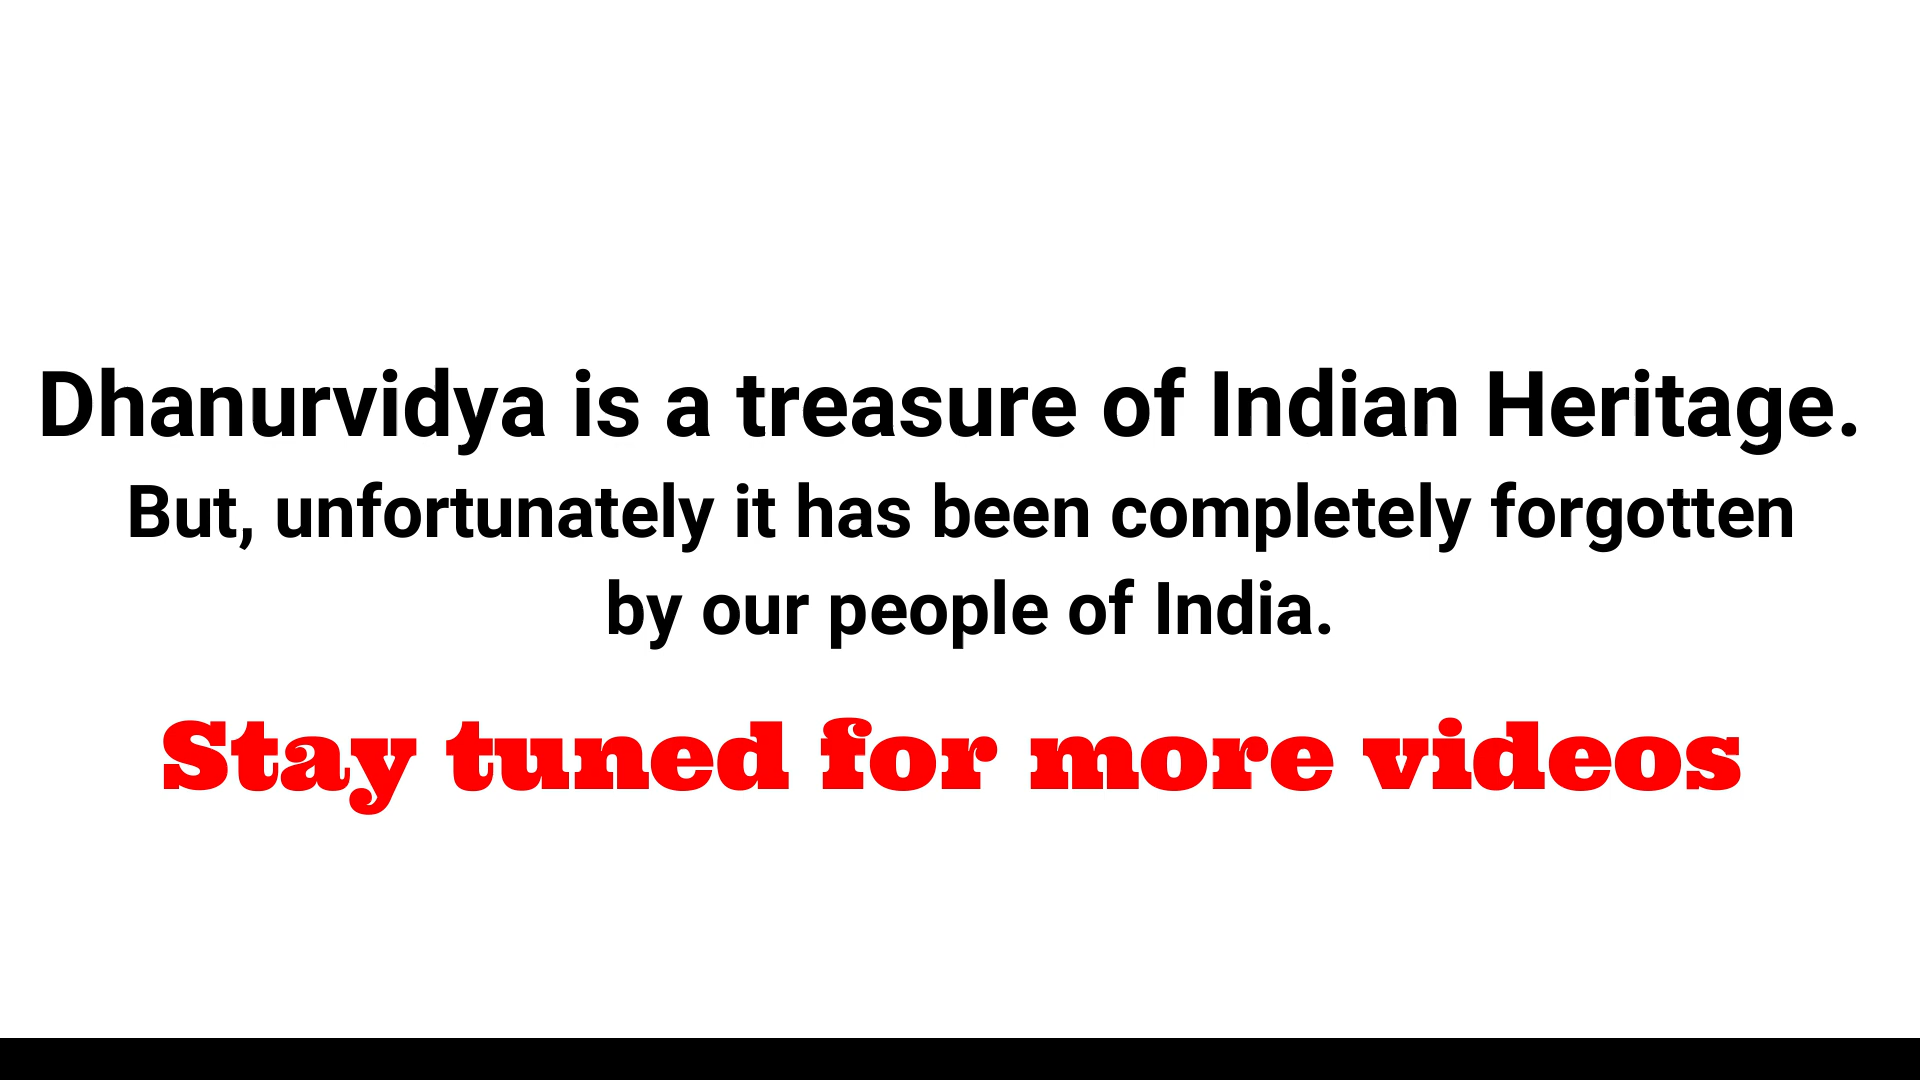 Dhanurvidya is a treasure of Indian Heritage.
But, unfortunately it has been completely forgotten
by our people of India.
Stay tuned for more videos